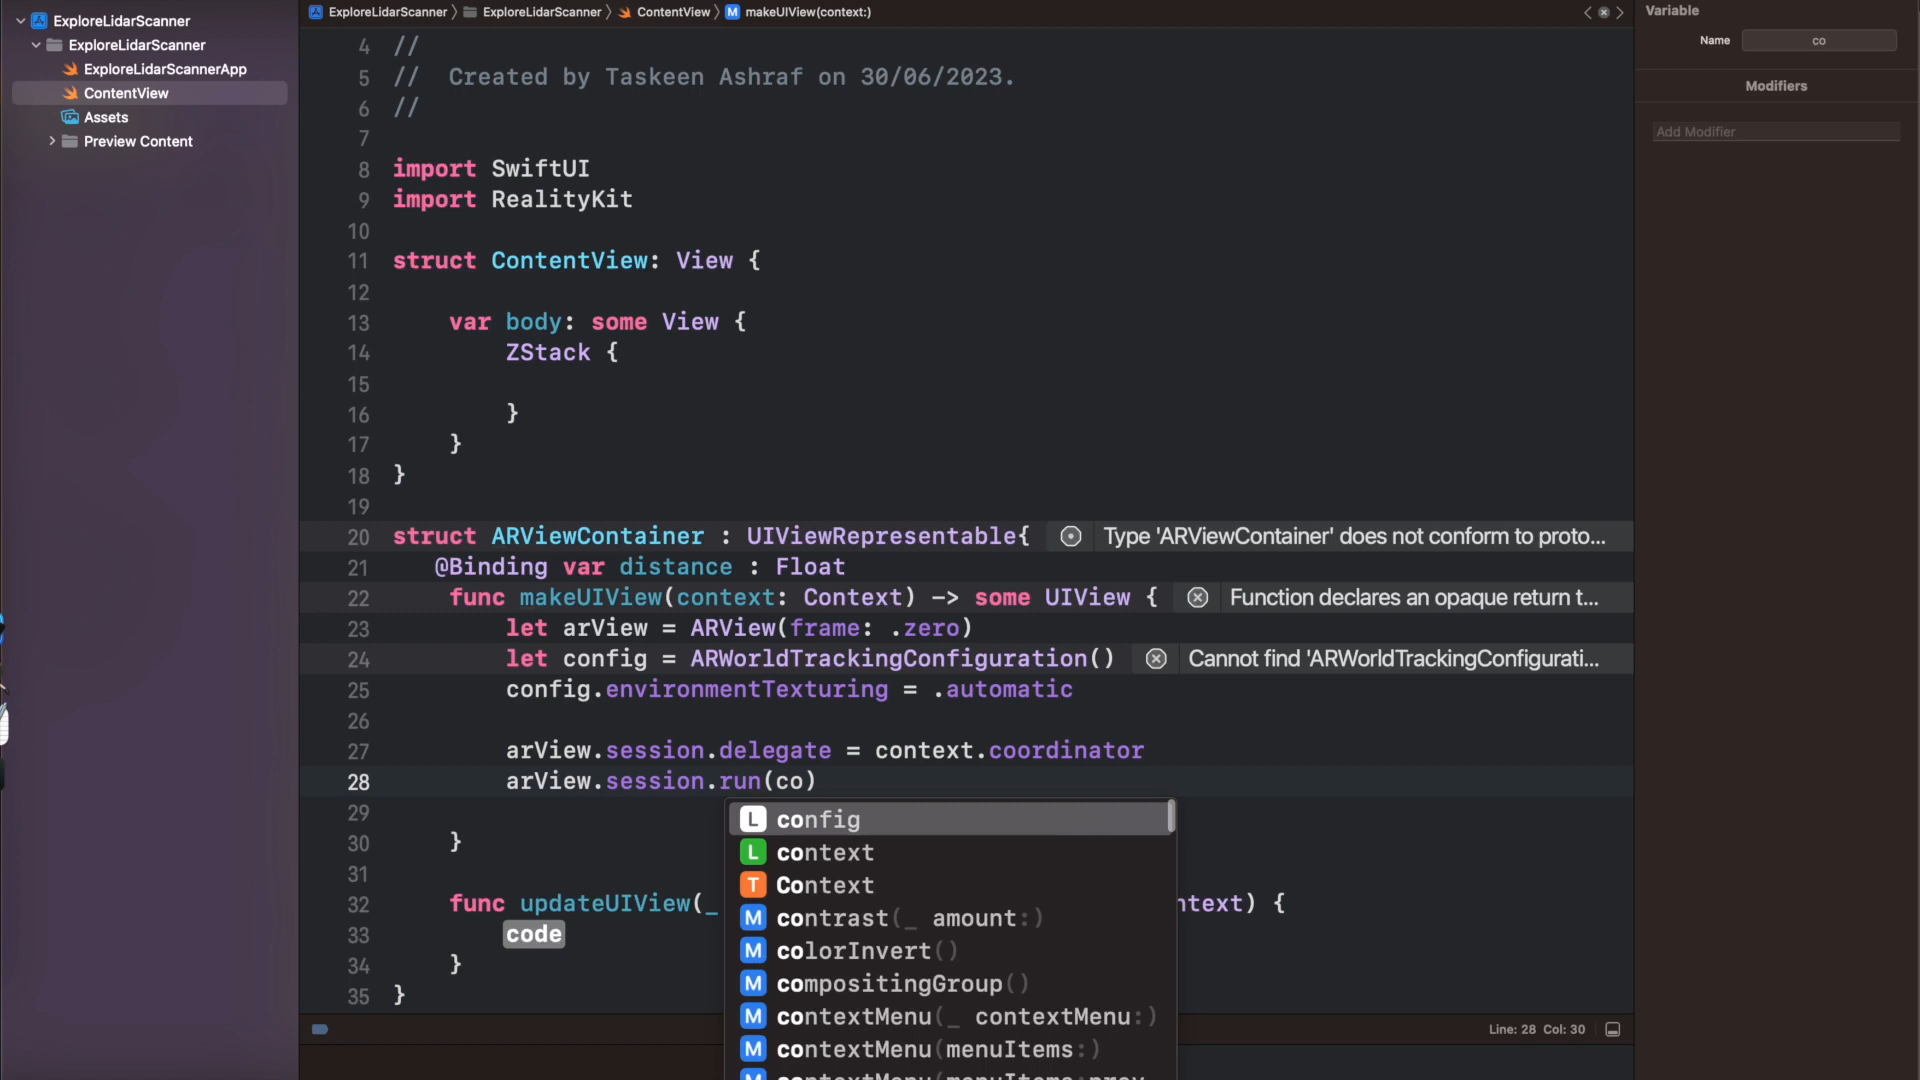 ExploreLidarScanner
ExploreLidarScanner
ExploreLidarScannerApp
ContentView
Assets
Preview Content
ExploreLidarScanner 〉 ExploreLidarScanner 〉 ContentView 〉 M makeUIView(context:)
4 //
5 //  Created by Taskeen Ashraf on 30/06/2023.
6 //
7
8 import SwiftUI
9 import RealityKit
10
11 struct ContentView: View {
12
13 var body: some View {
14 ZStack {
15
16 }
17 }
18 }
19
20 struct ARViewContainer : UIViewRepresentable{ Type 'ARViewContainer' does not conform to proto...
21 @Binding var distance : Float
22 func makeUIView(context: Context) -> some UIView { Function declares an opaque return t...
23 let arView = ARView(frame: .zero)
24 let config = ARWorldTrackingConfiguration() Cannot find 'ARWorldTrackingConfigurati...
25 config.environmentTexturing = .automatic
26
27 arView.session.delegate = context.coordinator
28 arView.session.run(co)
29
30 }
31
32 func updateUIView(_ ntext) {
33 code
34 }
35 }
L config
L context
T Context
M contrast(_ amount:)
M colorInvert()
M compositingGroup()
M contextMenu(_ contextMenu:)
M contextMenu(menuItems:)
Line: 28 Col: 30
Variable
Name co
Modifiers
Add Modifier